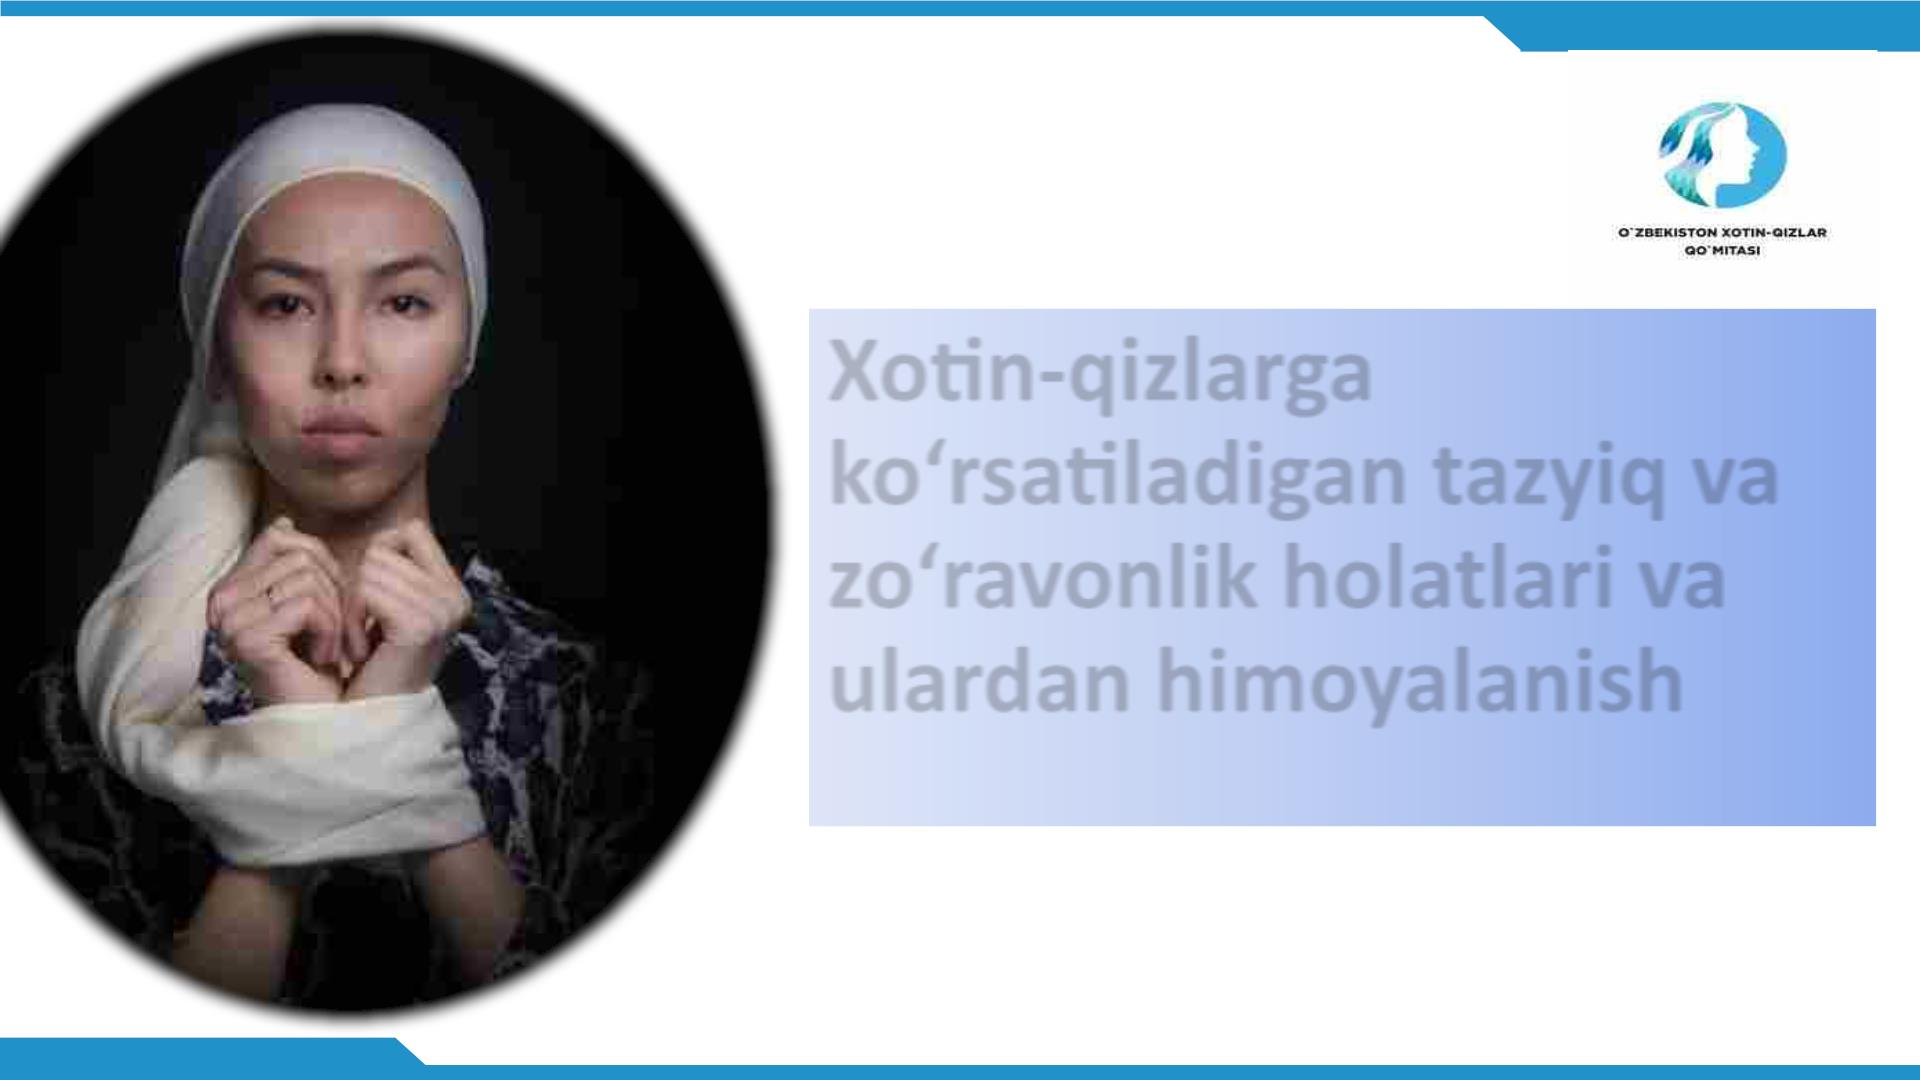 O`ZBEKISTON XOTIN-QIZLAR
QO`MITASI
Xotin-qizlarga
ko‘rsatiladigan tazyiq va
zo‘ravonlik holatlari va
ulardan himoyalanish